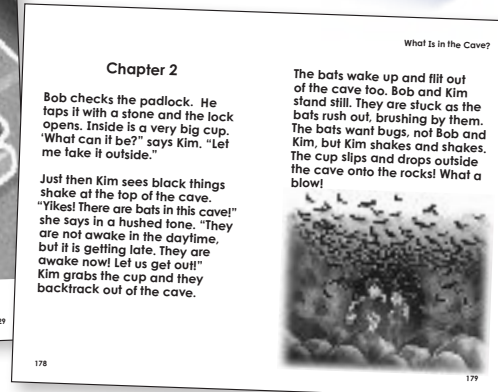 Chapter 2
Bob checks the padlock. He
taps it with a stone and the lock
opens. Inside is a very big cup.
'What can it be?" says Kim. "Let
me take it outside."
Just then Kim sees black things
shake at the top of the cave.
"Yikes! There are bats in this cave!"
she says in a hushed tone. "They
are not awake in the daytime,
but it is getting late. They are
awake now! Let us get out!"
Kim grabs the cup and they
backtrack out of the cave.
178
What Is in the Cave?
The bats wake up and flit out
of the cave too. Bob and Kim
stand still. They are stuck as the
bats rush out, brushing by them.
The bats want bugs, not Bob and
Kim, but Kim shakes and shakes.
The cup slips and drops outside
the cave onto the rocks! What a
blow!
179